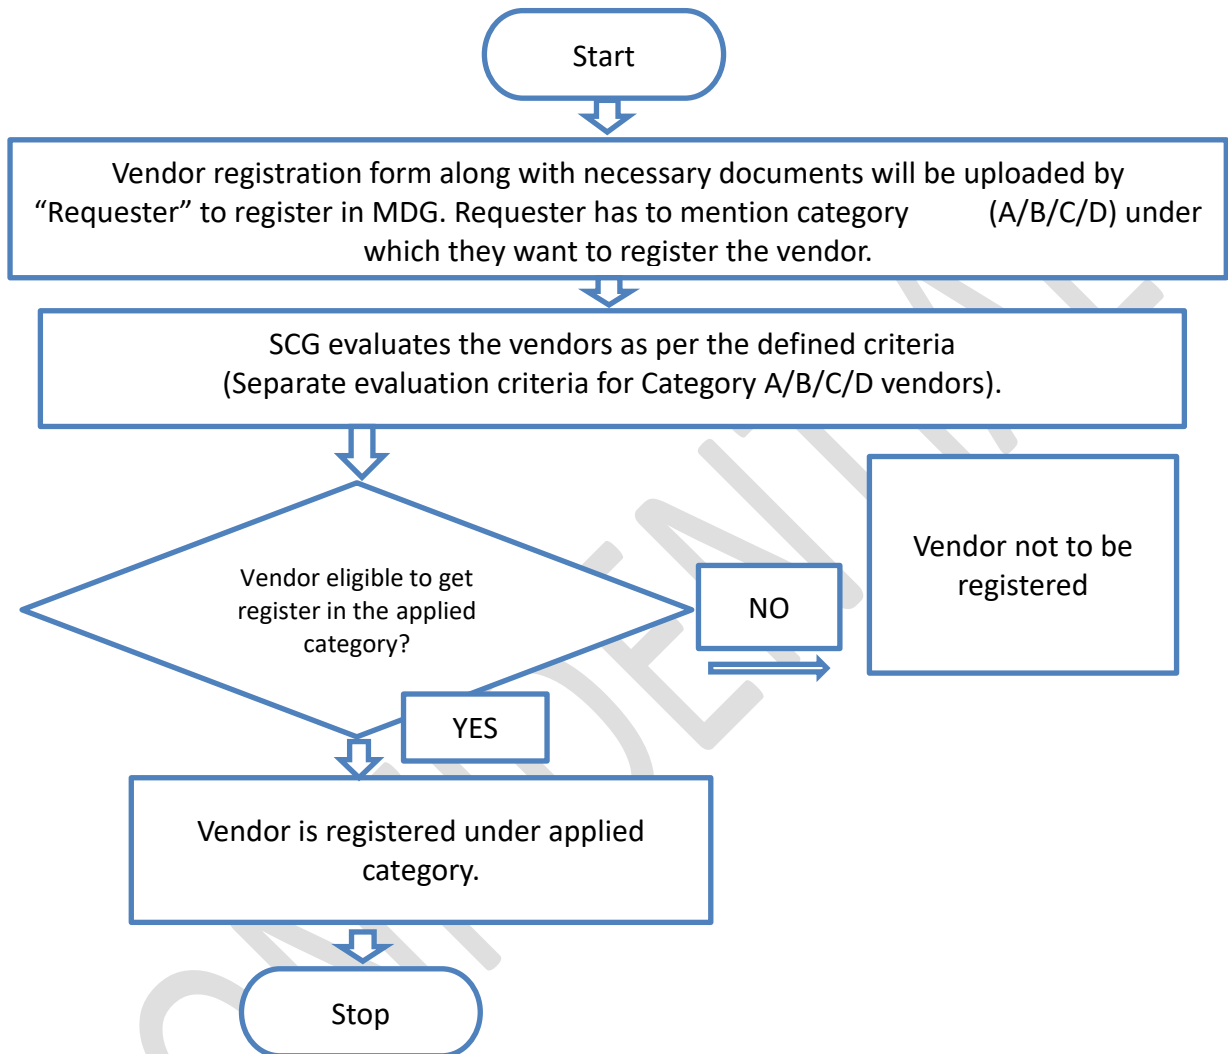 Start
Vendor registration form along with necessary documents will be uploaded by
“Requester” to register in MDG. Requester has to mention category (A/B/C/D) under
which they want to register the vendor.
SCG evaluates the vendors as per the defined criteria
(Separate evaluation criteria for Category A/B/C/D vendors).
Vendor eligible to get
register in the applied
category?
NO
Vendor not to be
registered
YES
Vendor is registered under applied
category.
Stop